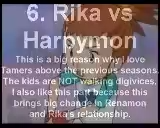 6. Rika vs
Harpymon
This is a big reason why I love
Tamers above the previous seasons.
The kids are NOT walking digivices.
I also like this part because this
brings big change in Renamon
and Rika's relationship.